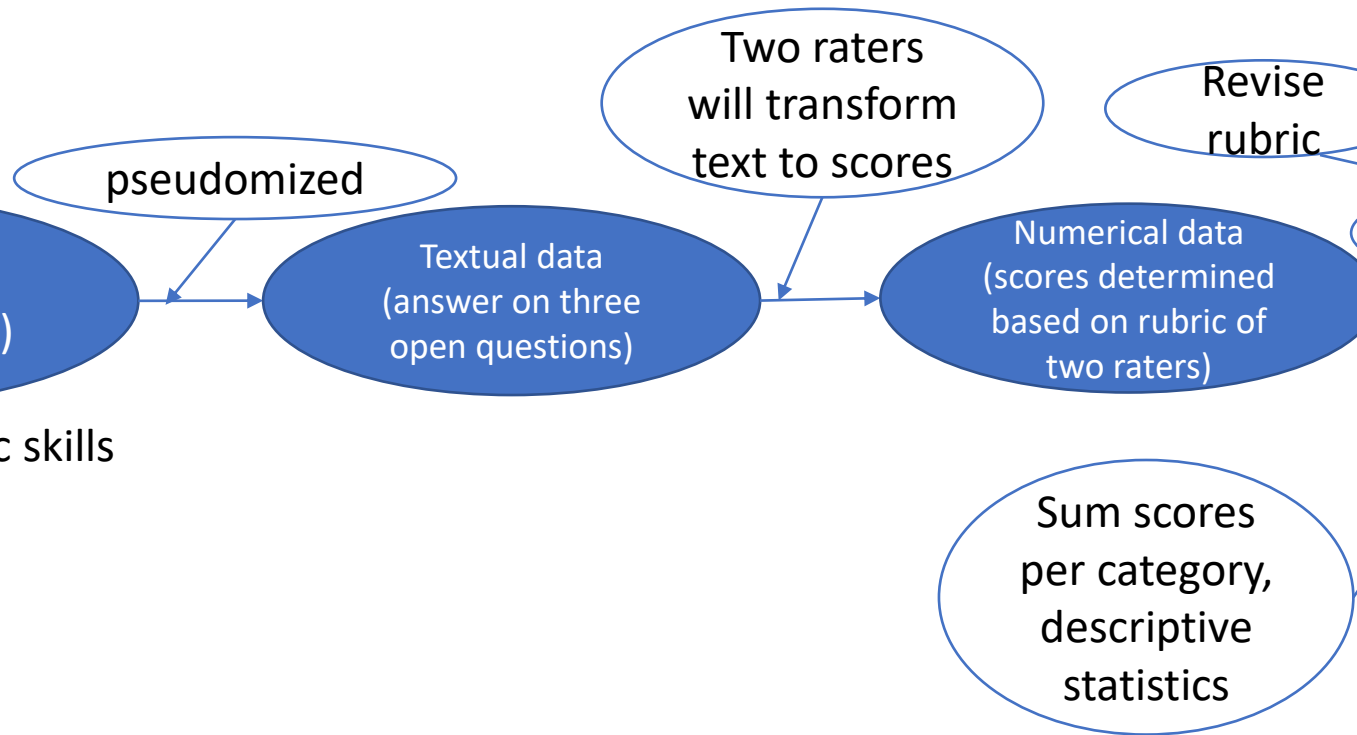 Two raters
will transform
text to scores
Revise
rubric
pseudomized
)
Textual data
(answer on three
open questions)
Numerical data
(scores determined
based on rubric of
two raters)
c skills
Sum scores
per category,
descriptive
statistics